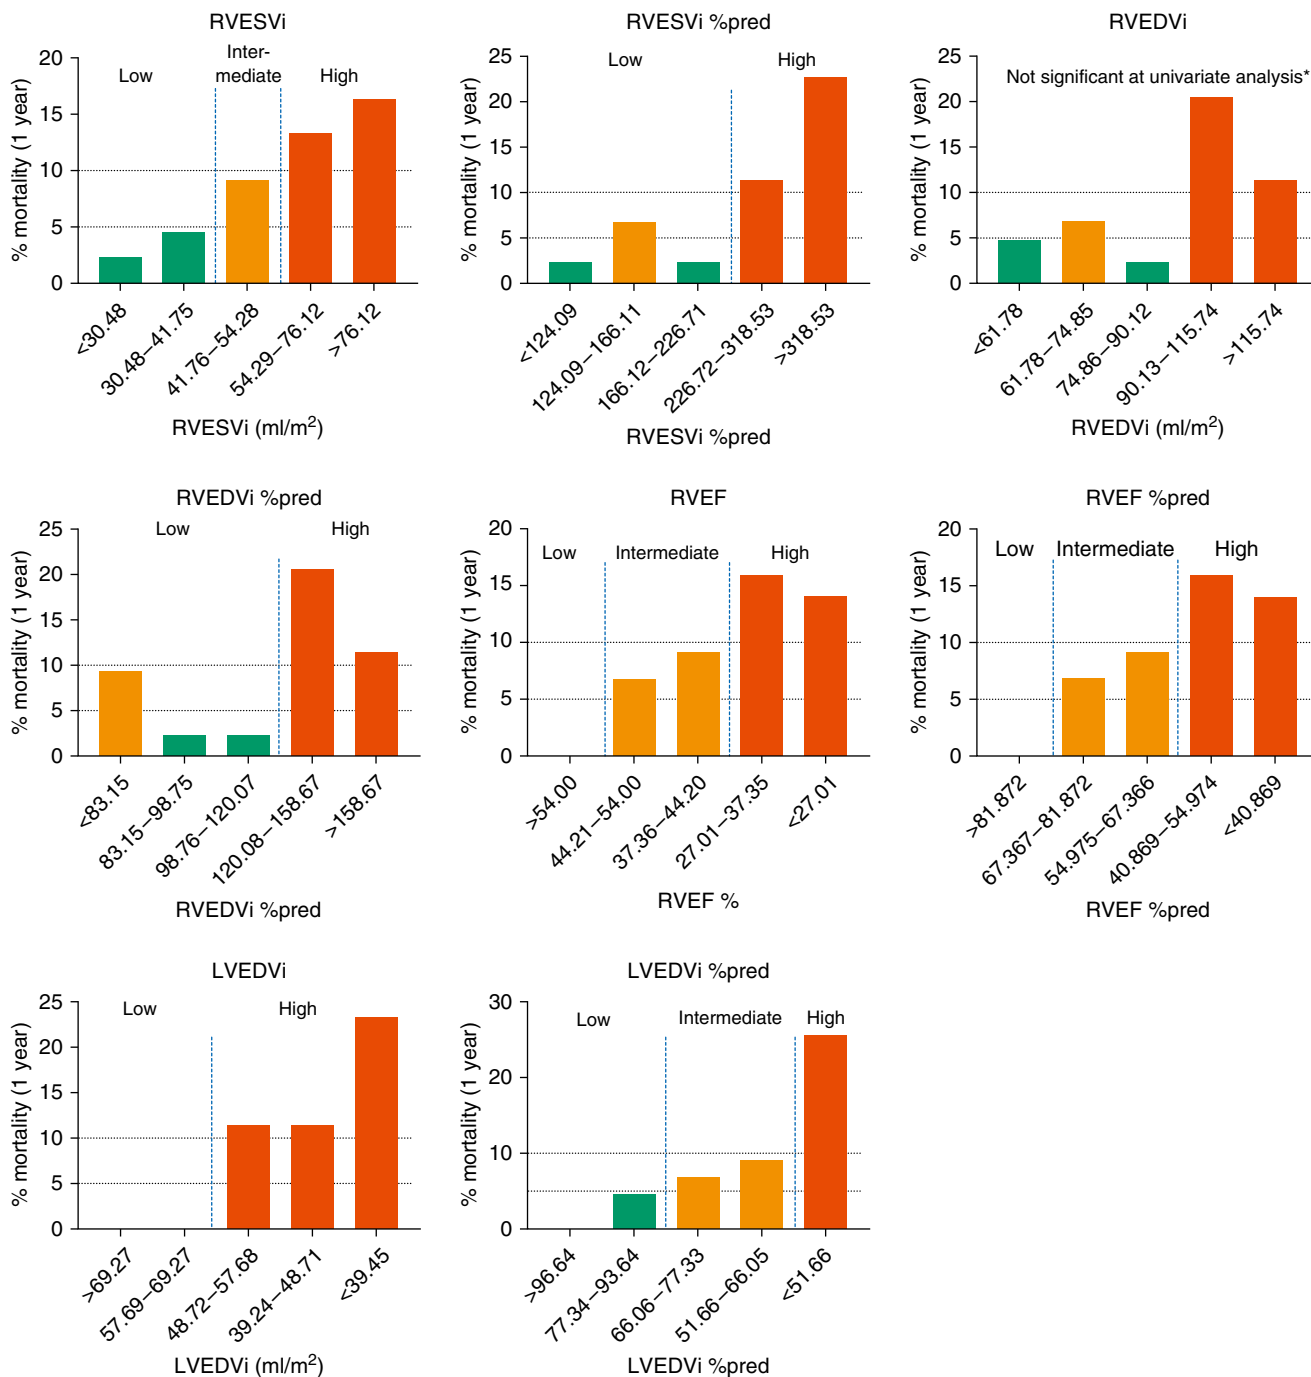 RVESVi
% mortality (1 year)
20
15
10
5
0
Low
Inter-
mediate
High
<30.48
30.48–41.75
41.76–54.28
54.29–76.12
>76.12
RVESVi (ml/m²)
RVESVi %pred
% mortality (1 year)
25
20
15
10
5
0
Low
High
<124.09
124.09–166.11
166.12–226.71
226.72–318.53
>318.53
RVESVi %pred
RVEDVi
% mortality (1 year)
25
20
15
10
5
0
Not significant at univariate analysis*
<61.78
61.78–74.85
74.86–90.12
90.13–115.74
>115.74
RVEDVi (ml/m²)
RVEDVi %pred
% mortality (1 year)
25
20
15
10
5
0
Low
High
<83.15
83.15–98.75
98.76–120.07
120.08–158.67
>158.67
RVEDVi %pred
RVEF
% mortality (1 year)
20
15
10
5
0
Low
Intermediate
High
>54.00
44.21–54.00
37.36–44.20
27.01–37.35
<27.01
RVEF %
RVEF %pred
% mortality (1 year)
20
15
10
5
0
Low
Intermediate
High
>81.872
67.367–81.872
54.975–67.366
40.869–54.974
<40.869
RVEF %pred
LVEDVi
% mortality (1 year)
25
20
15
10
5
0
Low
High
>69.27
57.69–69.27
48.72–57.68
39.24–48.71
<39.45
LVEDVi (ml/m²)
LVEDVi %pred
% mortality (1 year)
30
25
20
15
10
5
0
Low
Intermediate
High
>96.64
77.34–93.64
66.06–77.33
51.66–66.05
<51.66
LVEDVi %pred